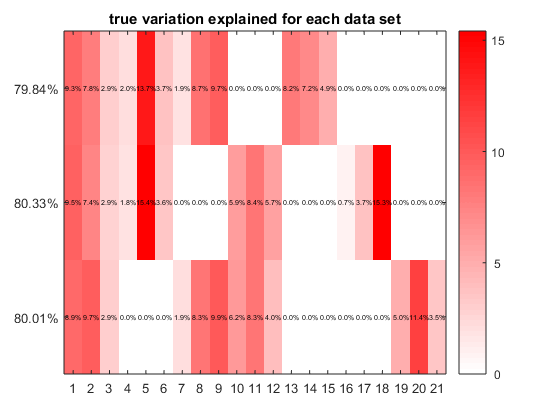 true variation explained for each data set
79.84% 9.3% 7.8% 2.9% 2.0% 13.7% 3.7% 1.9% 8.7% 9.7% 0.0% 0.0% 0.0% 8.2% 7.2% 4.9% 0.0% 0.0% 0.0% 0.0% 0.0% 0.0%
80.33% 9.5% 7.4% 2.9% 1.8% 15.4% 3.6% 0.0% 0.0% 0.0% 5.9% 8.4% 5.7% 0.0% 0.0% 0.0% 0.7% 3.7% 15.3% 0.0% 0.0% 0.0%
80.01% 8.9% 9.7% 2.9% 0.0% 0.0% 0.0% 1.9% 8.3% 9.9% 6.2% 8.3% 4.0% 0.0% 0.0% 0.0% 0.0% 0.0% 0.0% 5.0% 11.4% 3.5%
1 2 3 4 5 6 7 8 9 10 11 12 13 14 15 16 17 18 19 20 21
15
10
5
0